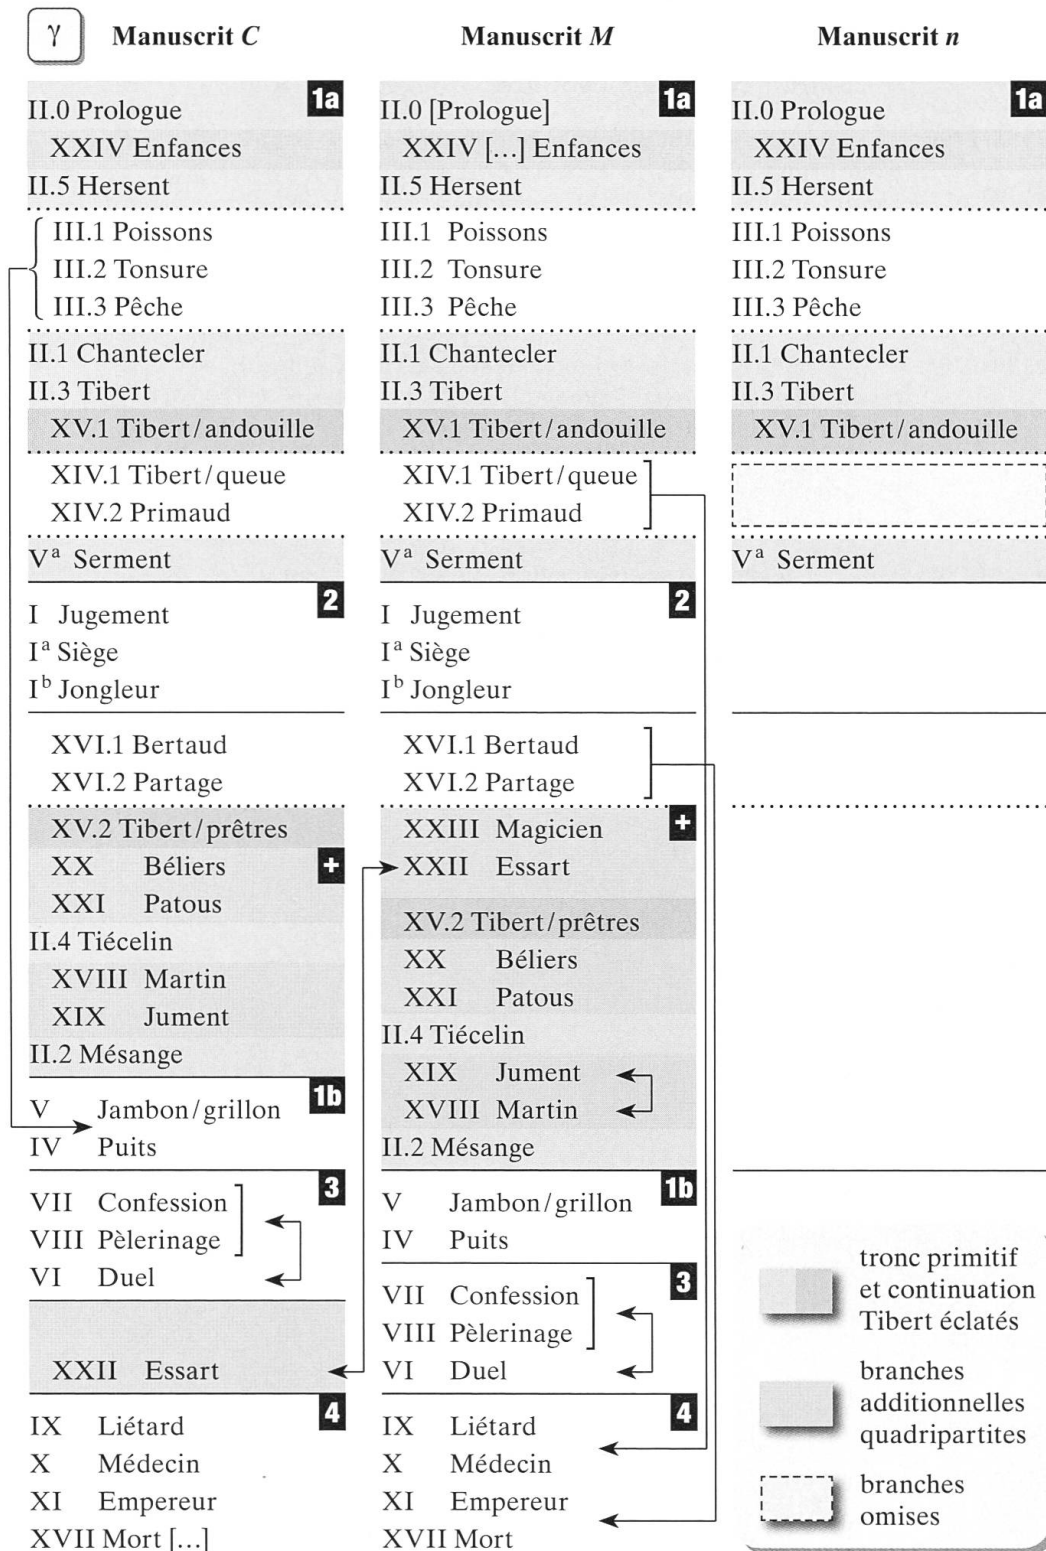 γ
Manuscrit C
1a
II.0 Prologue
XXIV Enfances
II.5 Hersent
III.1 Poissons
III.2 Tonsure
III.3 Pêche
II.1 Chantecler
II.3 Tibert
XV.1 Tibert/andouille
XIV.1 Tibert/queue
XIV.2 Primaud
Vª Serment
2
I Jugement
Iª Siège
Iᵇ Jongleur
XVI.1 Bertaud
XVI.2 Partage
XV.2 Tibert/prêtres
XX Béliers
+
XXI Patous
II.4 Tiécelin
XVIII Martin
XIX Jument
II.2 Mésange
1b
V Jambon/grillon
IV Puits
3
VII Confession
VIII Pèlerinage
VI Duel
XXII Essart
4
IX Liétard
X Médecin
XI Empereur
XVII Mort [...]
Manuscrit M
1a
II.0 [Prologue]
XXIV [...] Enfances
II.5 Hersent
III.1 Poissons
III.2 Tonsure
III.3 Pêche
II.1 Chantecler
II.3 Tibert
XV.1 Tibert/andouille
XIV.1 Tibert/queue
XIV.2 Primaud
Vª Serment
2
I Jugement
Iª Siège
Iᵇ Jongleur
XVI.1 Bertaud
XVI.2 Partage
XXIII Magicien
+
XXII Essart
XV.2 Tibert/prêtres
XX Béliers
XXI Patous
II.4 Tiécelin
XIX Jument
XVIII Martin
II.2 Mésange
1b
V Jambon/grillon
IV Puits
3
VII Confession
VIII Pèlerinage
VI Duel
4
IX Liétard
X Médecin
XI Empereur
XVII Mort
Manuscrit n
1a
II.0 Prologue
XXIV Enfances
II.5 Hersent
III.1 Poissons
III.2 Tonsure
III.3 Pêche
II.1 Chantecler
II.3 Tibert
XV.1 Tibert/andouille
Vª Serment
tronc primitif
et continuation
Tibert éclatés
branches
additionnelles
quadripartites
branches
omises